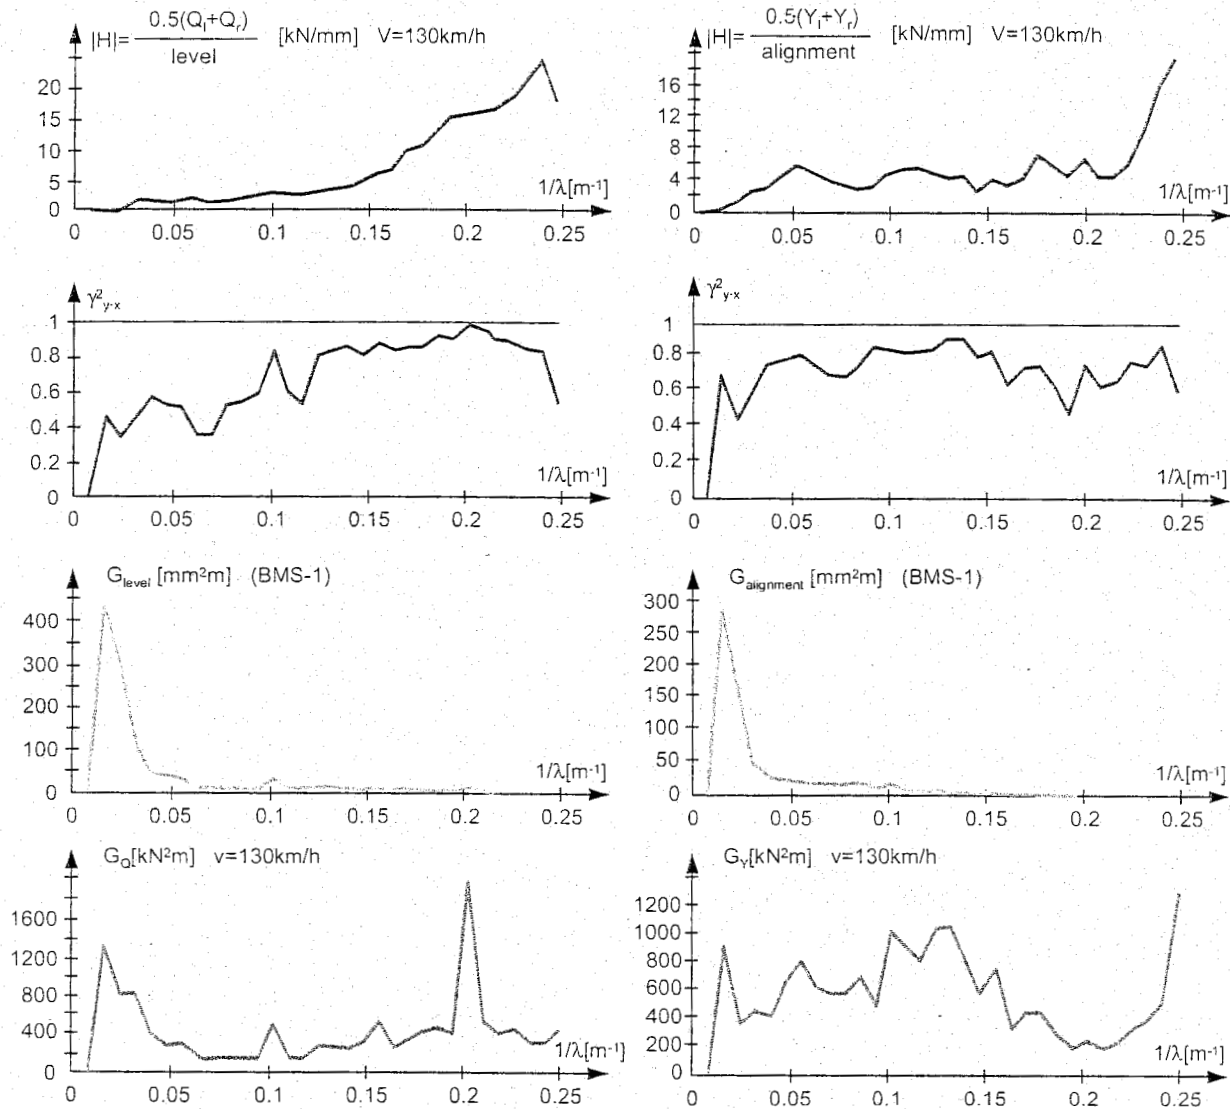 |H|= 0.5(Ql+Qr) / level [kN/mm] V=130km/h
20
15
10
5
0
0 0.05 0.1 0.15 0.2 0.25
1/λ[m-1]
|H|= 0.5(Yl+Yr) / alignment [kN/mm] V=130km/h
16
12
8
4
0
0 0.05 0.1 0.15 0.2 0.25
1/λ[m-1]
γ²y·x
1
0.8
0.6
0.4
0.2
0
0 0.05 0.1 0.15 0.2 0.25
1/λ[m-1]
γ²y·x
1
0.8
0.6
0.4
0.2
0
0 0.05 0.1 0.15 0.2 0.25
1/λ[m-1]
Glevel [mm²m] (BMS-1)
400
300
200
100
0
0 0.05 0.1 0.15 0.2 0.25
1/λ[m-1]
Galignment [mm²m] (BMS-1)
300
250
200
150
100
50
0
0 0.05 0.1 0.15 0.2 0.25
1/λ[m-1]
GQ[kN²m] v=130km/h
1600
1200
800
400
0
0 0.05 0.1 0.15 0.2 0.25
1/λ[m-1]
GY[kN²m] v=130km/h
1200
1000
800
600
400
200
0
0 0.05 0.1 0.15 0.2 0.25
1/λ[m-1]